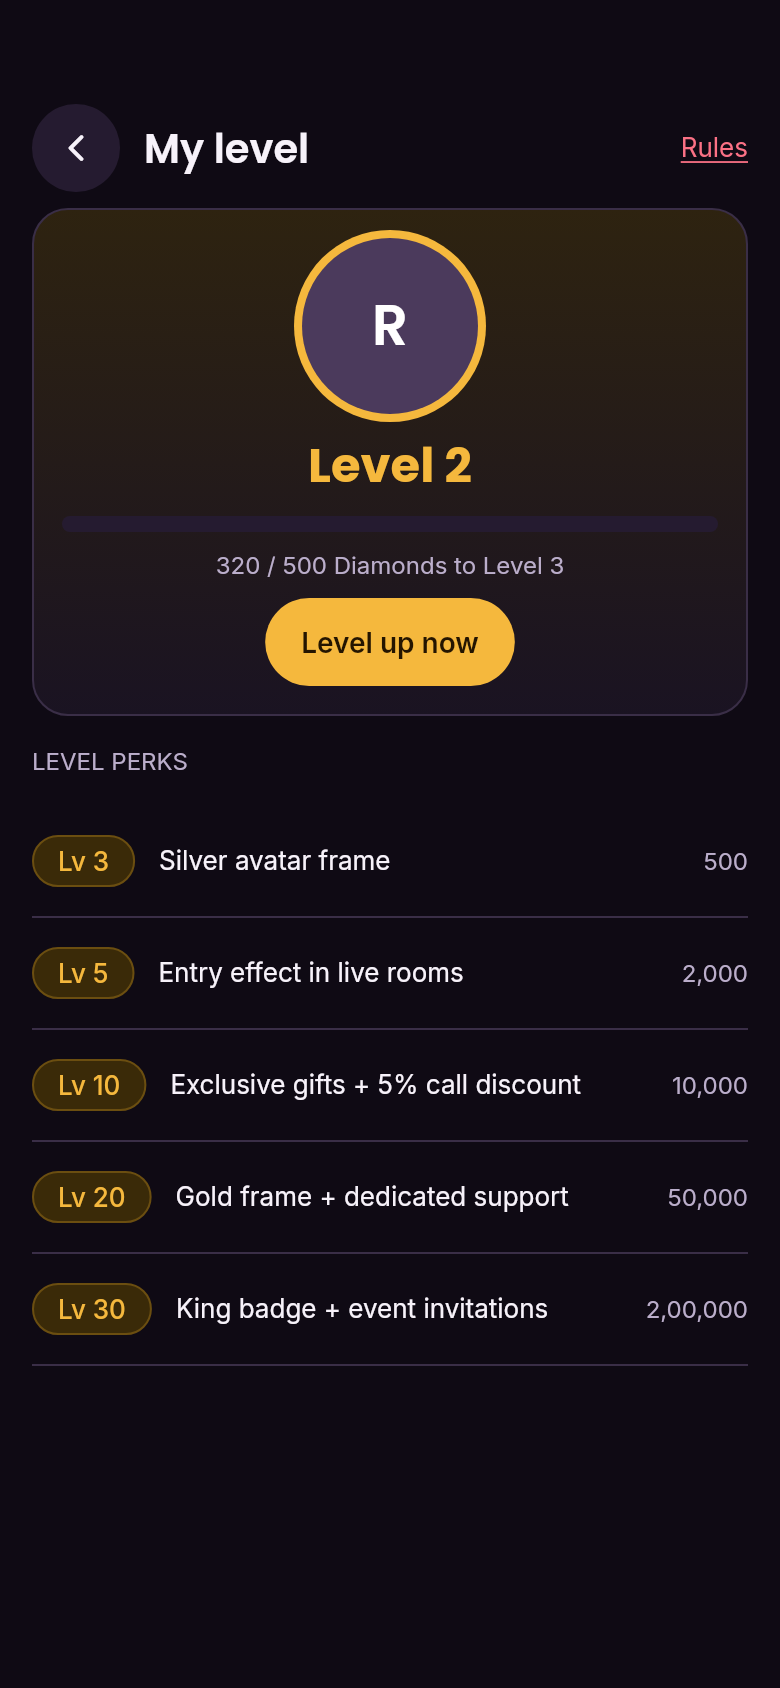 My level
Rules
R
Level 2
320 / 500 Diamonds to Level 3
Level up now
LEVEL PERKS
Lv 3 Silver avatar frame 500
Lv 5 Entry effect in live rooms 2,000
Lv 10 Exclusive gifts + 5% call discount 10,000
Lv 20 Gold frame + dedicated support 50,000
Lv 30 King badge + event invitations 2,00,000